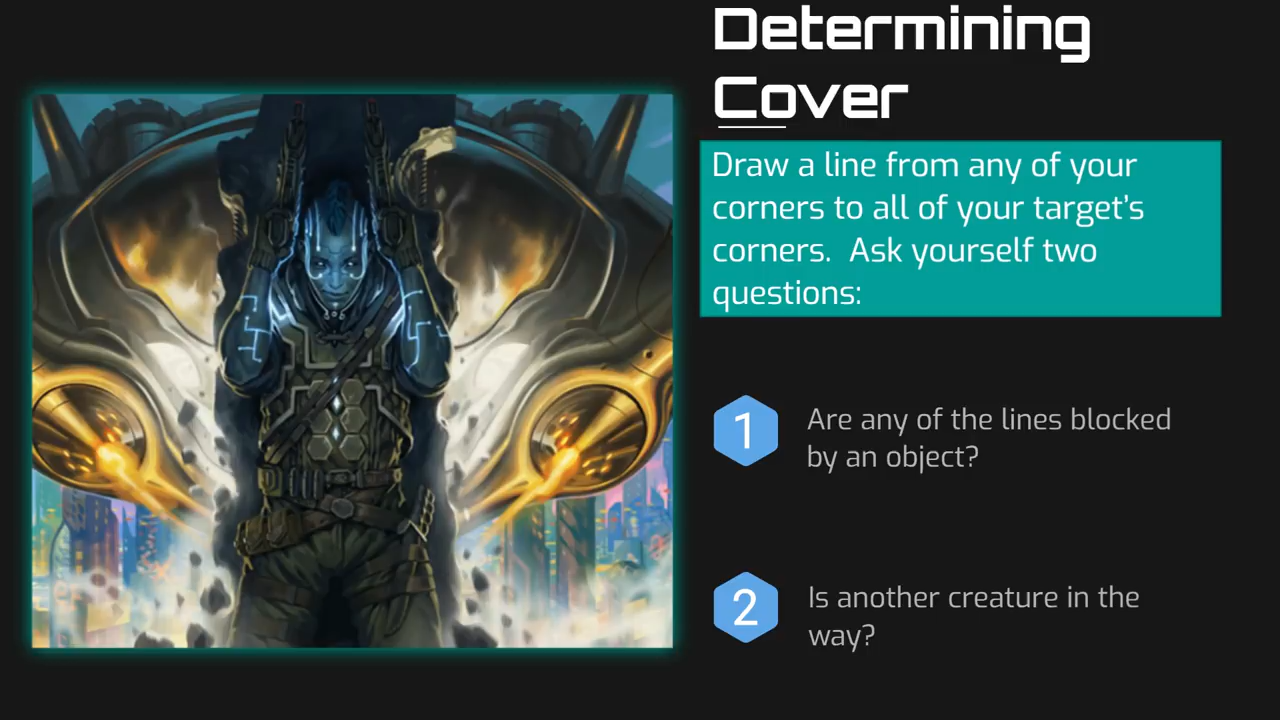 Determining
Cover
Draw a line from any of your
corners to all of your target’s
corners.  Ask yourself two
questions:
1
Are any of the lines blocked
by an object?
2
Is another creature in the
way?